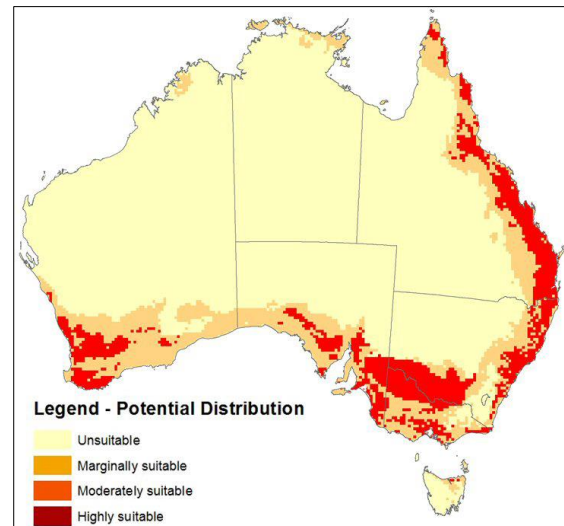 Legend - Potential Distribution
Unsuitable
Marginally suitable
Moderately suitable
Highly suitable